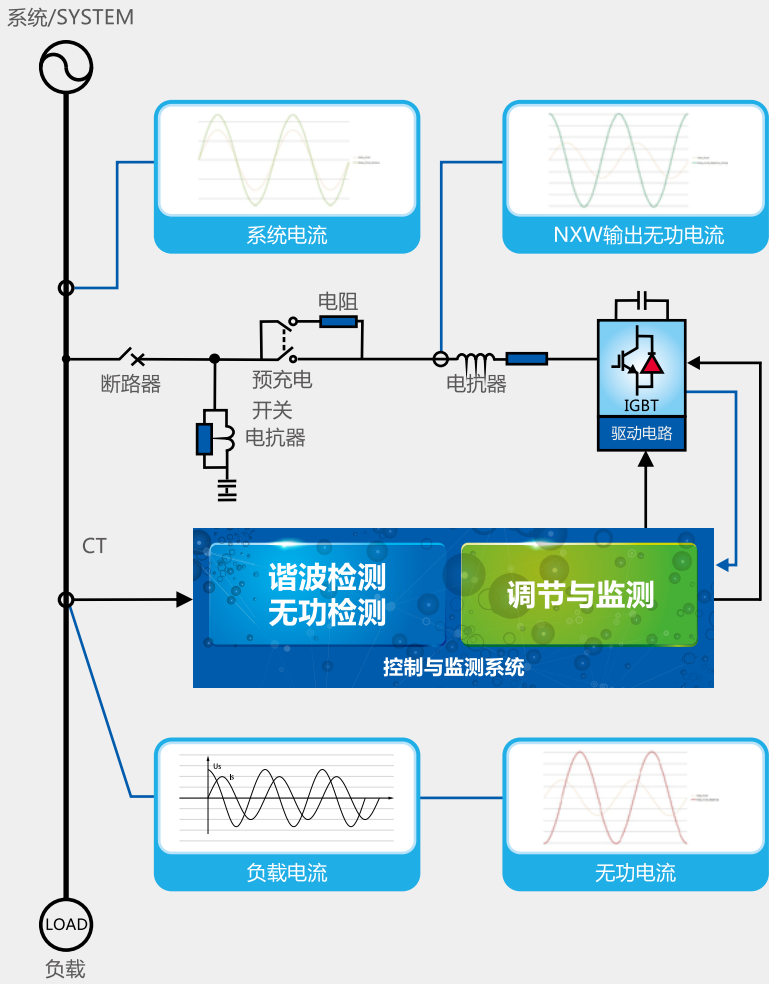 系统/SYSTEM
系统电流
NXW输出无功电流
电阻
断路器
预充电
开关
电抗器
电抗器
IGBT
驱动电路
CT
谐波检测
无功检测
调节与监测
控制与监测系统
Us
Is
负载电流
无功电流
LOAD
负载